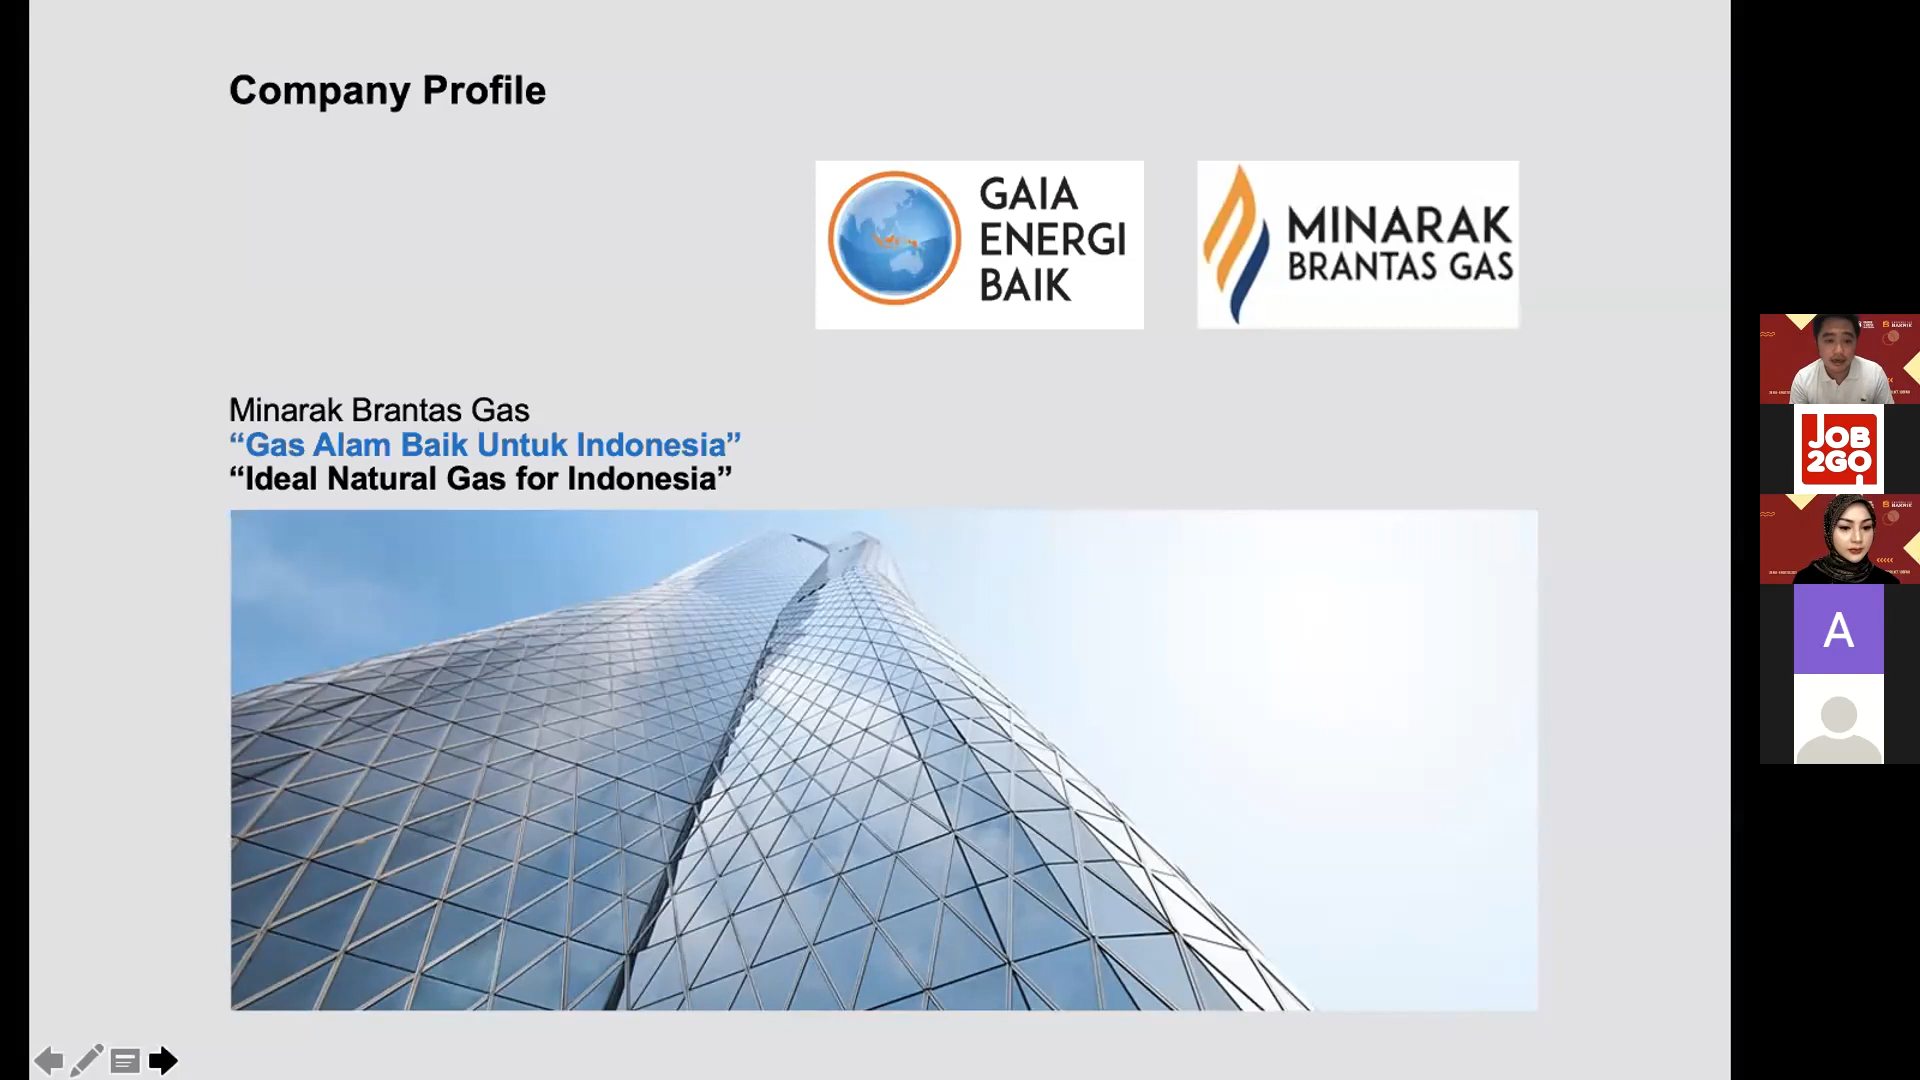 Company Profile
GAIA
ENERGI
BAIK
MINARAK
BRANTAS GAS
Minarak Brantas Gas
“Gas Alam Baik Untuk Indonesia”
“Ideal Natural Gas for Indonesia”
JOB
2GO
A